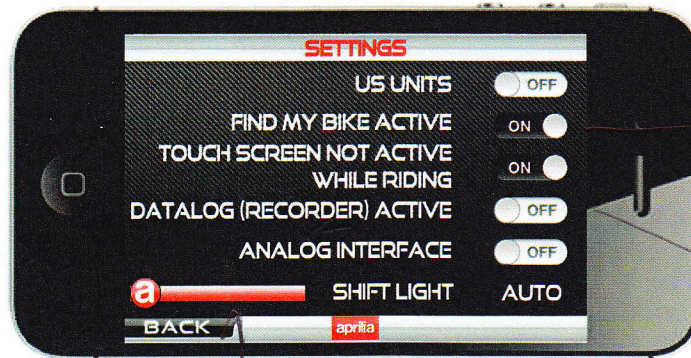 SETTINGS
US UNITS OFF
FIND MY BIKE ACTIVE ON
TOUCH SCREEN NOT ACTIVE
WHILE RIDING ON
DATALOG (RECORDER) ACTIVE OFF
ANALOG INTERFACE OFF
a SHIFT LIGHT AUTO
BACK aprilia